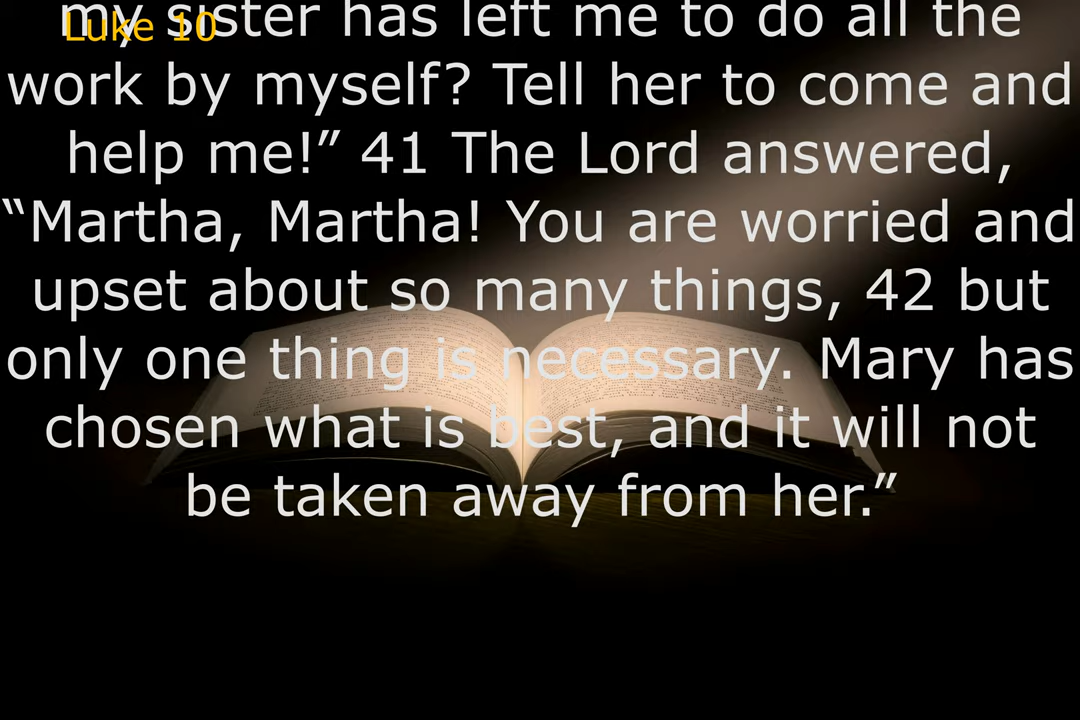 Luke 10
my sister has left me to do all the
work by myself? Tell her to come and
help me!” 41 The Lord answered,
“Martha, Martha! You are worried and
upset about so many things, 42 but
only one thing is necessary. Mary has
chosen what is best, and it will not
be taken away from her.”